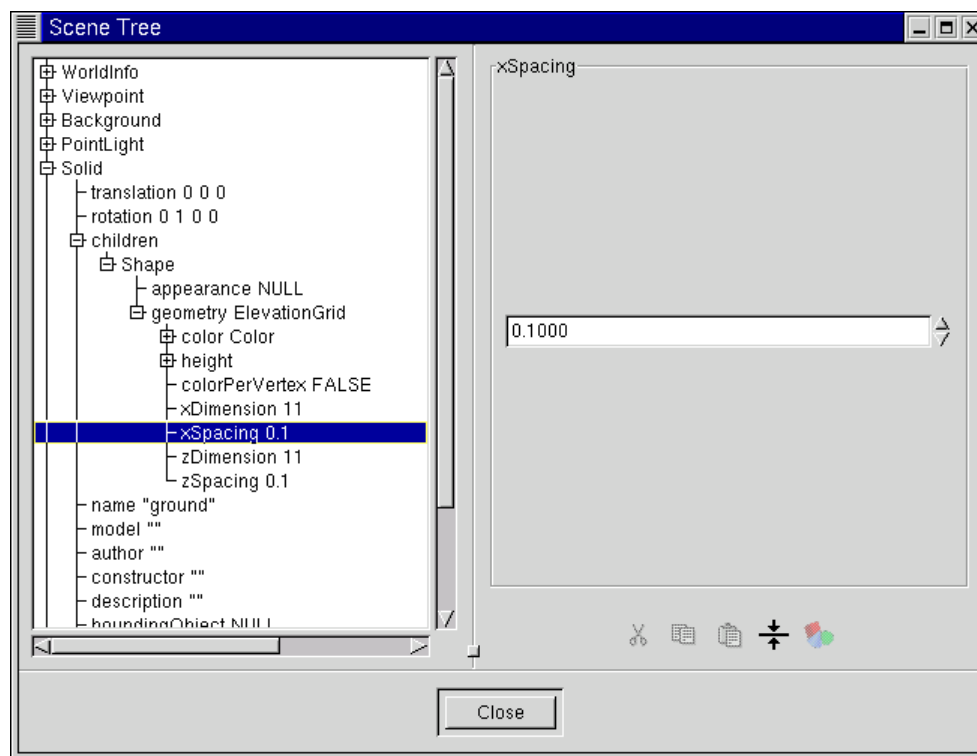 Scene Tree
WorldInfo
Viewpoint
Background
PointLight
Solid
translation 0 0 0
rotation 0 1 0 0
children
Shape
appearance NULL
geometry ElevationGrid
color Color
height
colorPerVertex FALSE
xDimension 11
xSpacing 0.1
zDimension 11
zSpacing 0.1
name "ground"
model ""
author ""
constructor ""
description ""
boundingObject NULL
xSpacing
0.1000
Close